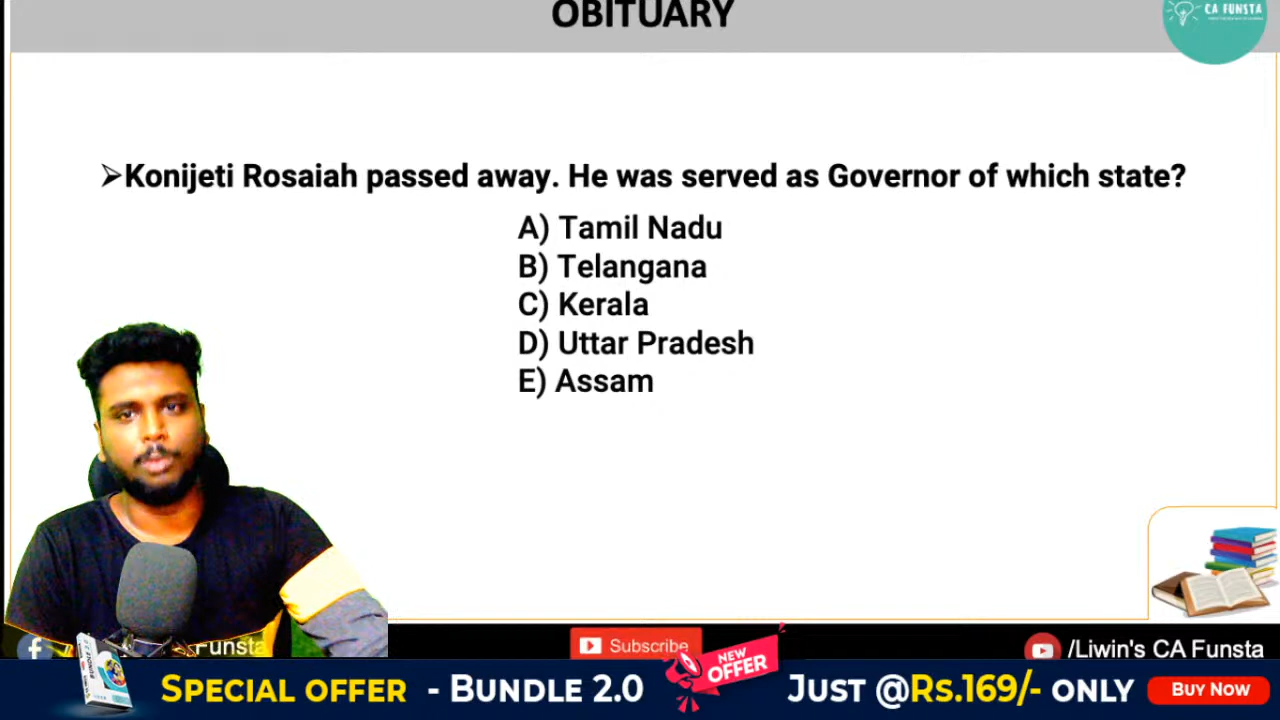 OBITUARY
CA FUNSTA
➢Konijeti Rosaiah passed away. He was served as Governor of which state?
A) Tamil Nadu
B) Telangana
C) Kerala
D) Uttar Pradesh
E) Assam
Funsta
Subscribe
/Liwin's CA Funsta
SPECIAL OFFER - BUNDLE 2.0
NEW OFFER
JUST @Rs.169/- ONLY
BUY NOW